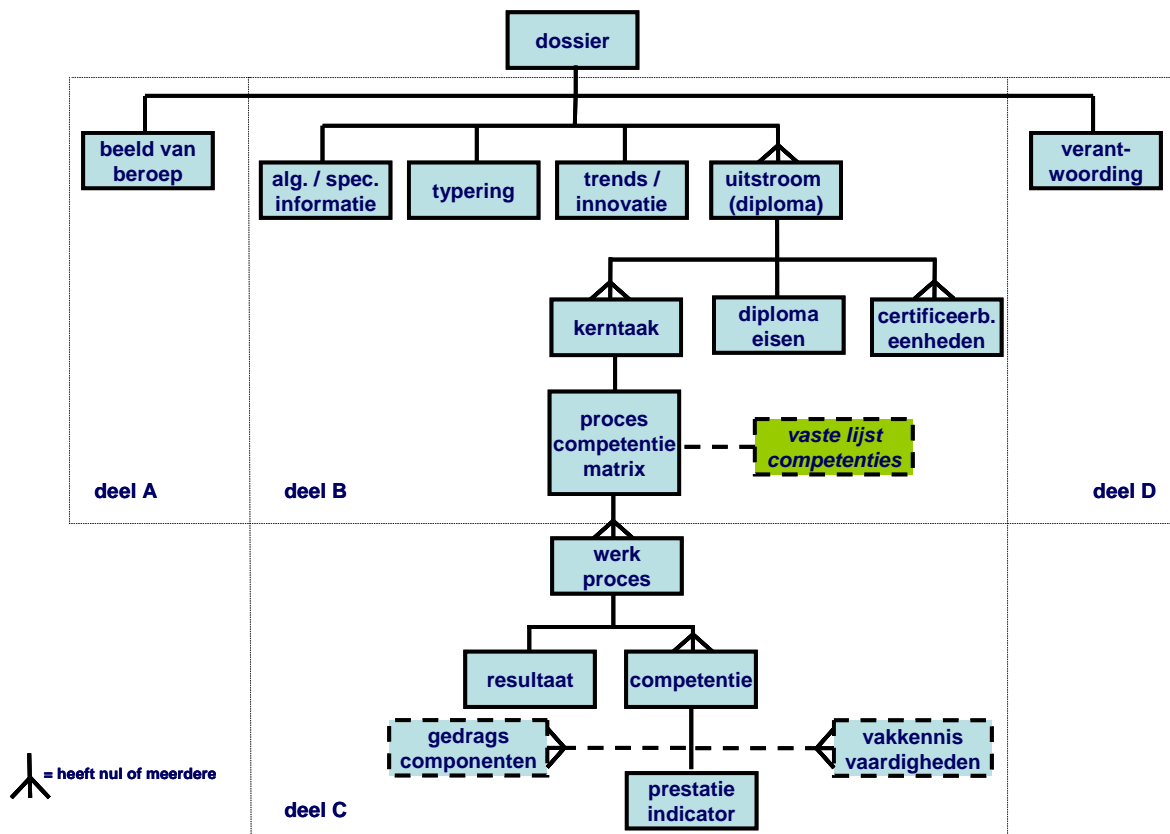 dossier
beeld van
beroep
alg. / spec.
informatie
typering
trends /
innovatie
uitstroom
(diploma)
verant-
woording
kerntaak
diploma
eisen
certificeerb.
eenheden
proces
competentie
matrix
vaste lijst
competenties
deel A
deel B
deel D
werk
proces
resultaat
competentie
gedrags
componenten
vakkennis
vaardigheden
= heeft nul of meerdere
prestatie
indicator
deel C